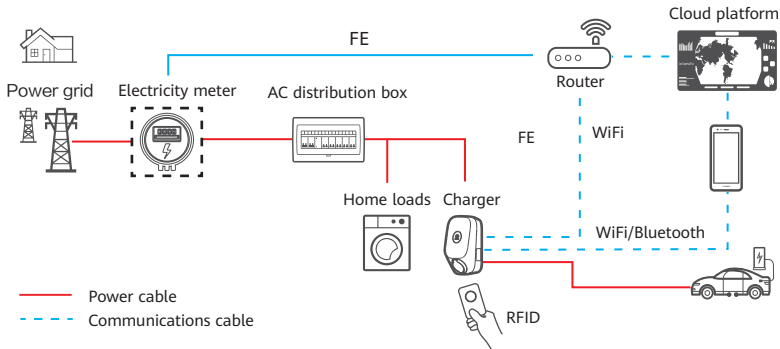 Cloud platform
FE
Power grid
Electricity meter
AC distribution box
Router
FE
WiFi
Home loads
Charger
WiFi/Bluetooth
Power cable
Communications cable
RFID